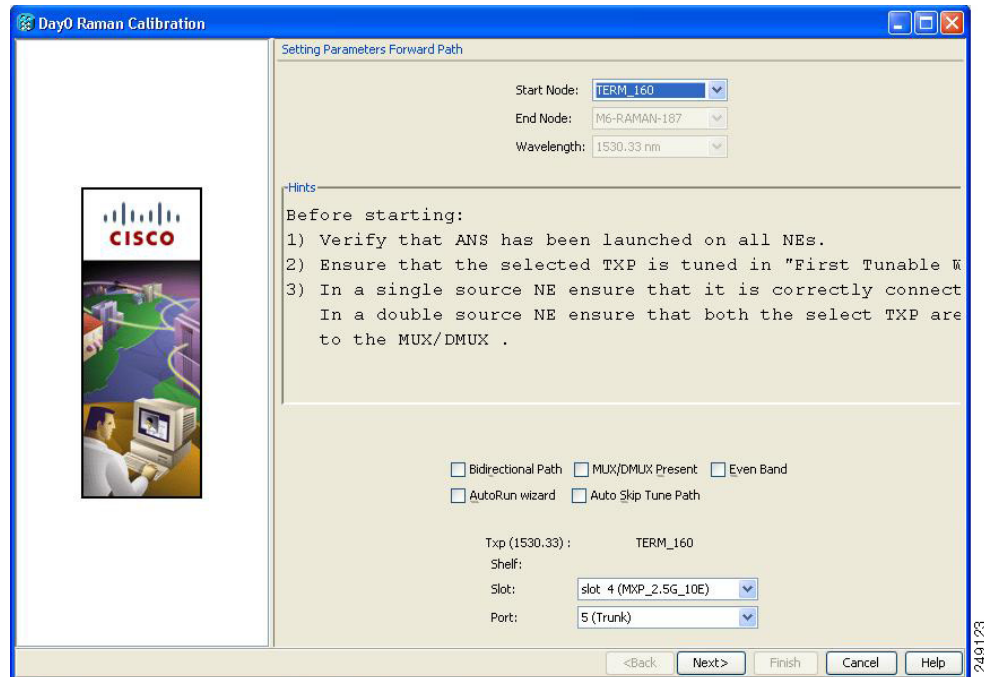 Day0 Raman Calibration
Setting Parameters Forward Path
Start Node: TERM_160
End Node: M6-RAMAN-187
Wavelength: 1530.33 nm
Hints
Before starting:
1) Verify that ANS has been launched on all NEs.
2) Ensure that the selected TXP is tuned in "First Tunable W
3) In a single source NE ensure that it is correctly connect
In a double source NE ensure that both the select TXP are
to the MUX/DMUX .
CISCO
Bidirectional Path MUX/DMUX Present Even Band
AutoRun wizard Auto Skip Tune Path
Txp (1530.33) : TERM_160
Shelf:
Slot: slot 4 (MXP_2.5G_10E)
Port: 5 (Trunk)
<Back Next> Finish Cancel Help
249123